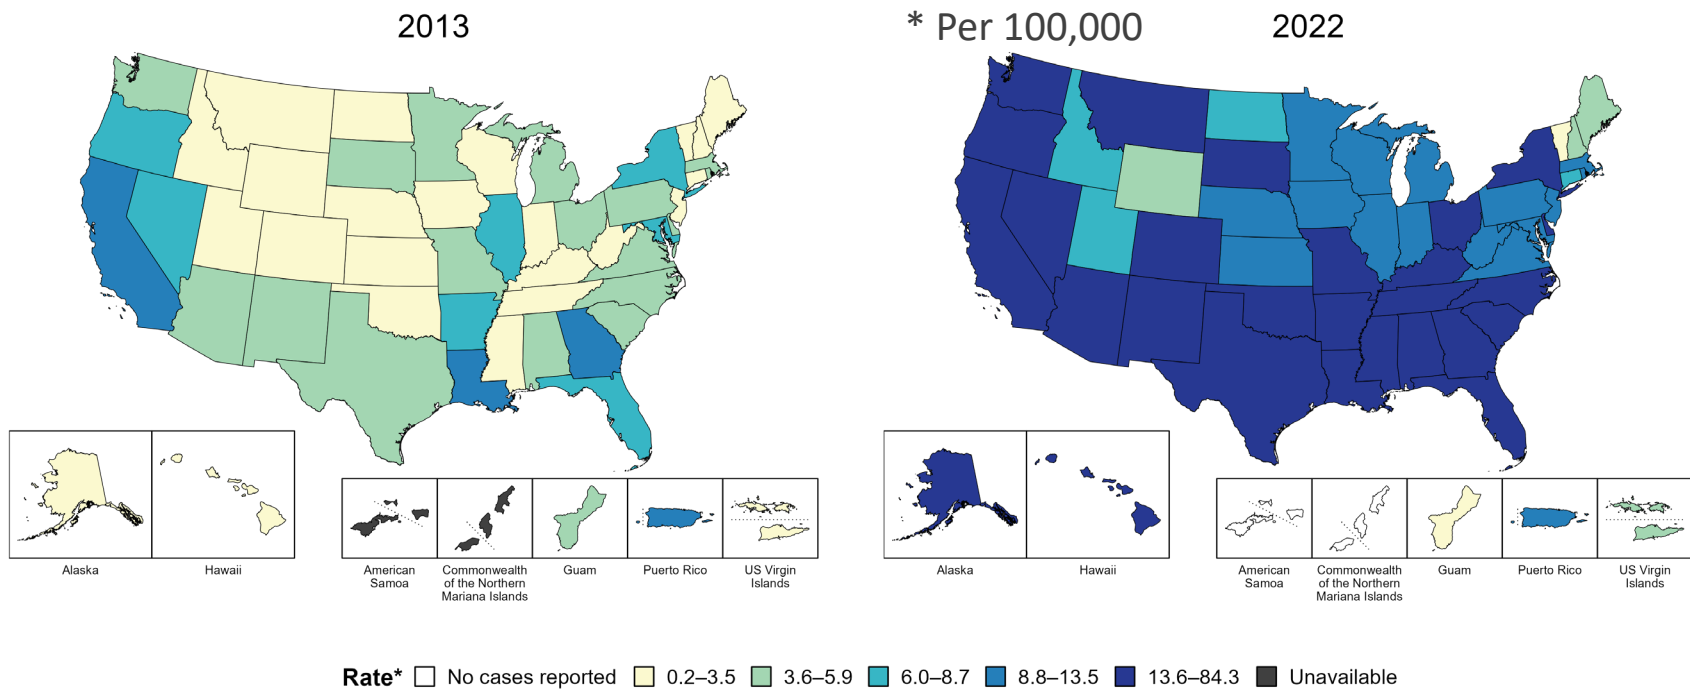 2013
* Per 100,000
2022
Alaska
Hawaii
American
Samoa
Commonwealth
of the Northern
Mariana Islands
Guam
Puerto Rico
US Virgin
Islands
Alaska
Hawaii
American
Samoa
Commonwealth
of the Northern
Mariana Islands
Guam
Puerto Rico
US Virgin
Islands
Rate* No cases reported 0.2–3.5 3.6–5.9 6.0–8.7 8.8–13.5 13.6–84.3 Unavailable